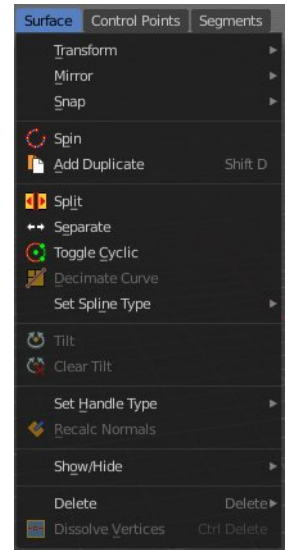 Surface Control Points Segments
Transform
Mirror
Snap
Spin
Add Duplicate Shift D
Split
Separate
Toggle Cyclic
Decimate Curve
Set Spline Type
Tilt
Clear Tilt
Set Handle Type
Recalc Normals
Show/Hide
Delete Delete
Dissolve Vertices Ctrl Delete